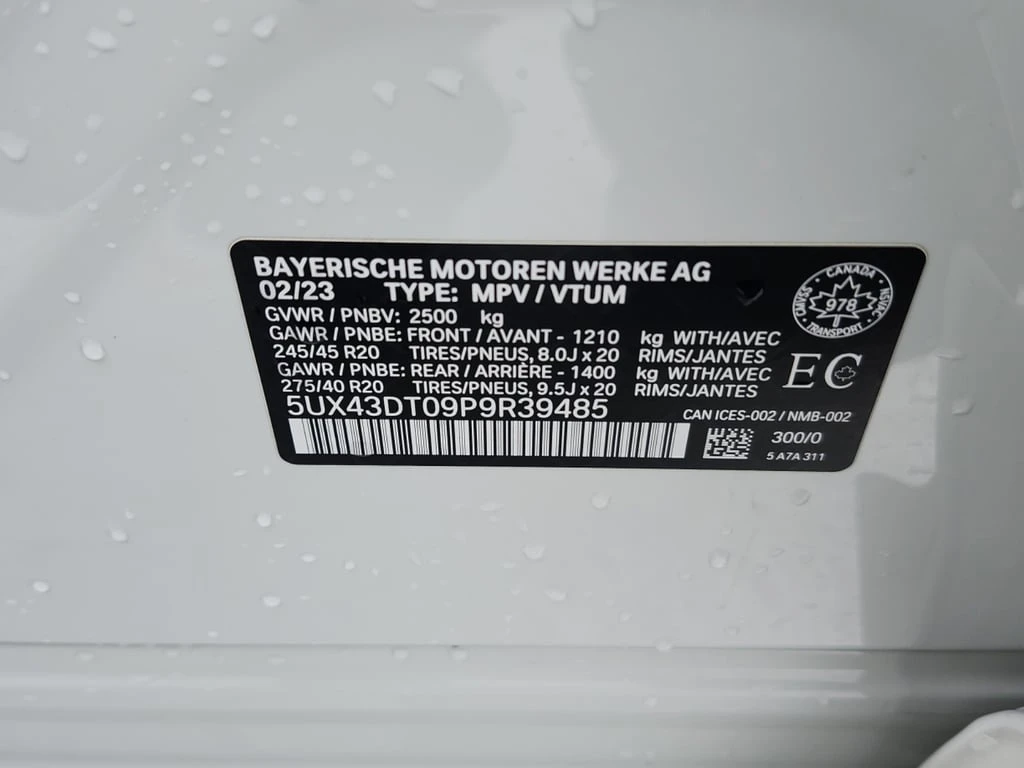 BAYERISCHE MOTOREN WERKE AG
02/23 TYPE: MPV / VTUM
GVWR / PNBV: 2500 kg
GAWR / PNBE: FRONT / AVANT - 1210 kg WITH/AVEC
245/45 R20 TIRES/PNEUS, 8.0J x 20 RIMS/JANTES
GAWR / PNBE: REAR / ARRIÈRE - 1400 kg WITH/AVEC
275/40 R20 TIRES/PNEUS, 9.5J x 20 RIMS/JANTES
5UX43DT09P9R39485
CANADA
CMVSS 978 NSVAC
TRANSPORT
EC
CAN ICES-002 / NMB-002
300/0
5 A7A 311